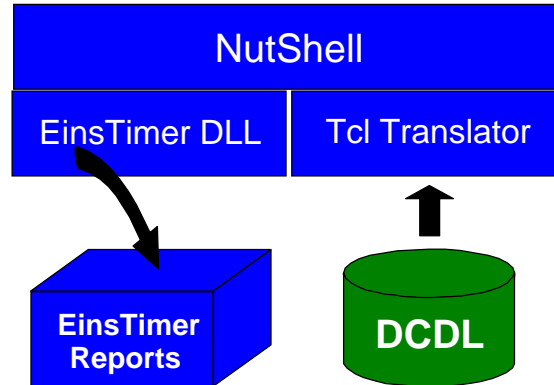 NutShell
EinsTimer DLL
Tcl Translator
EinsTimer
Reports
DCDL